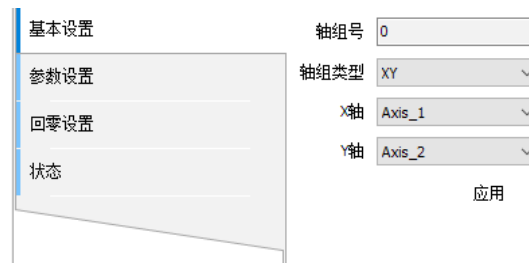 基本设置
参数设置
回零设置
状态
轴组号 0
轴组类型 XY
X轴 Axis_1
Y轴 Axis_2
应用